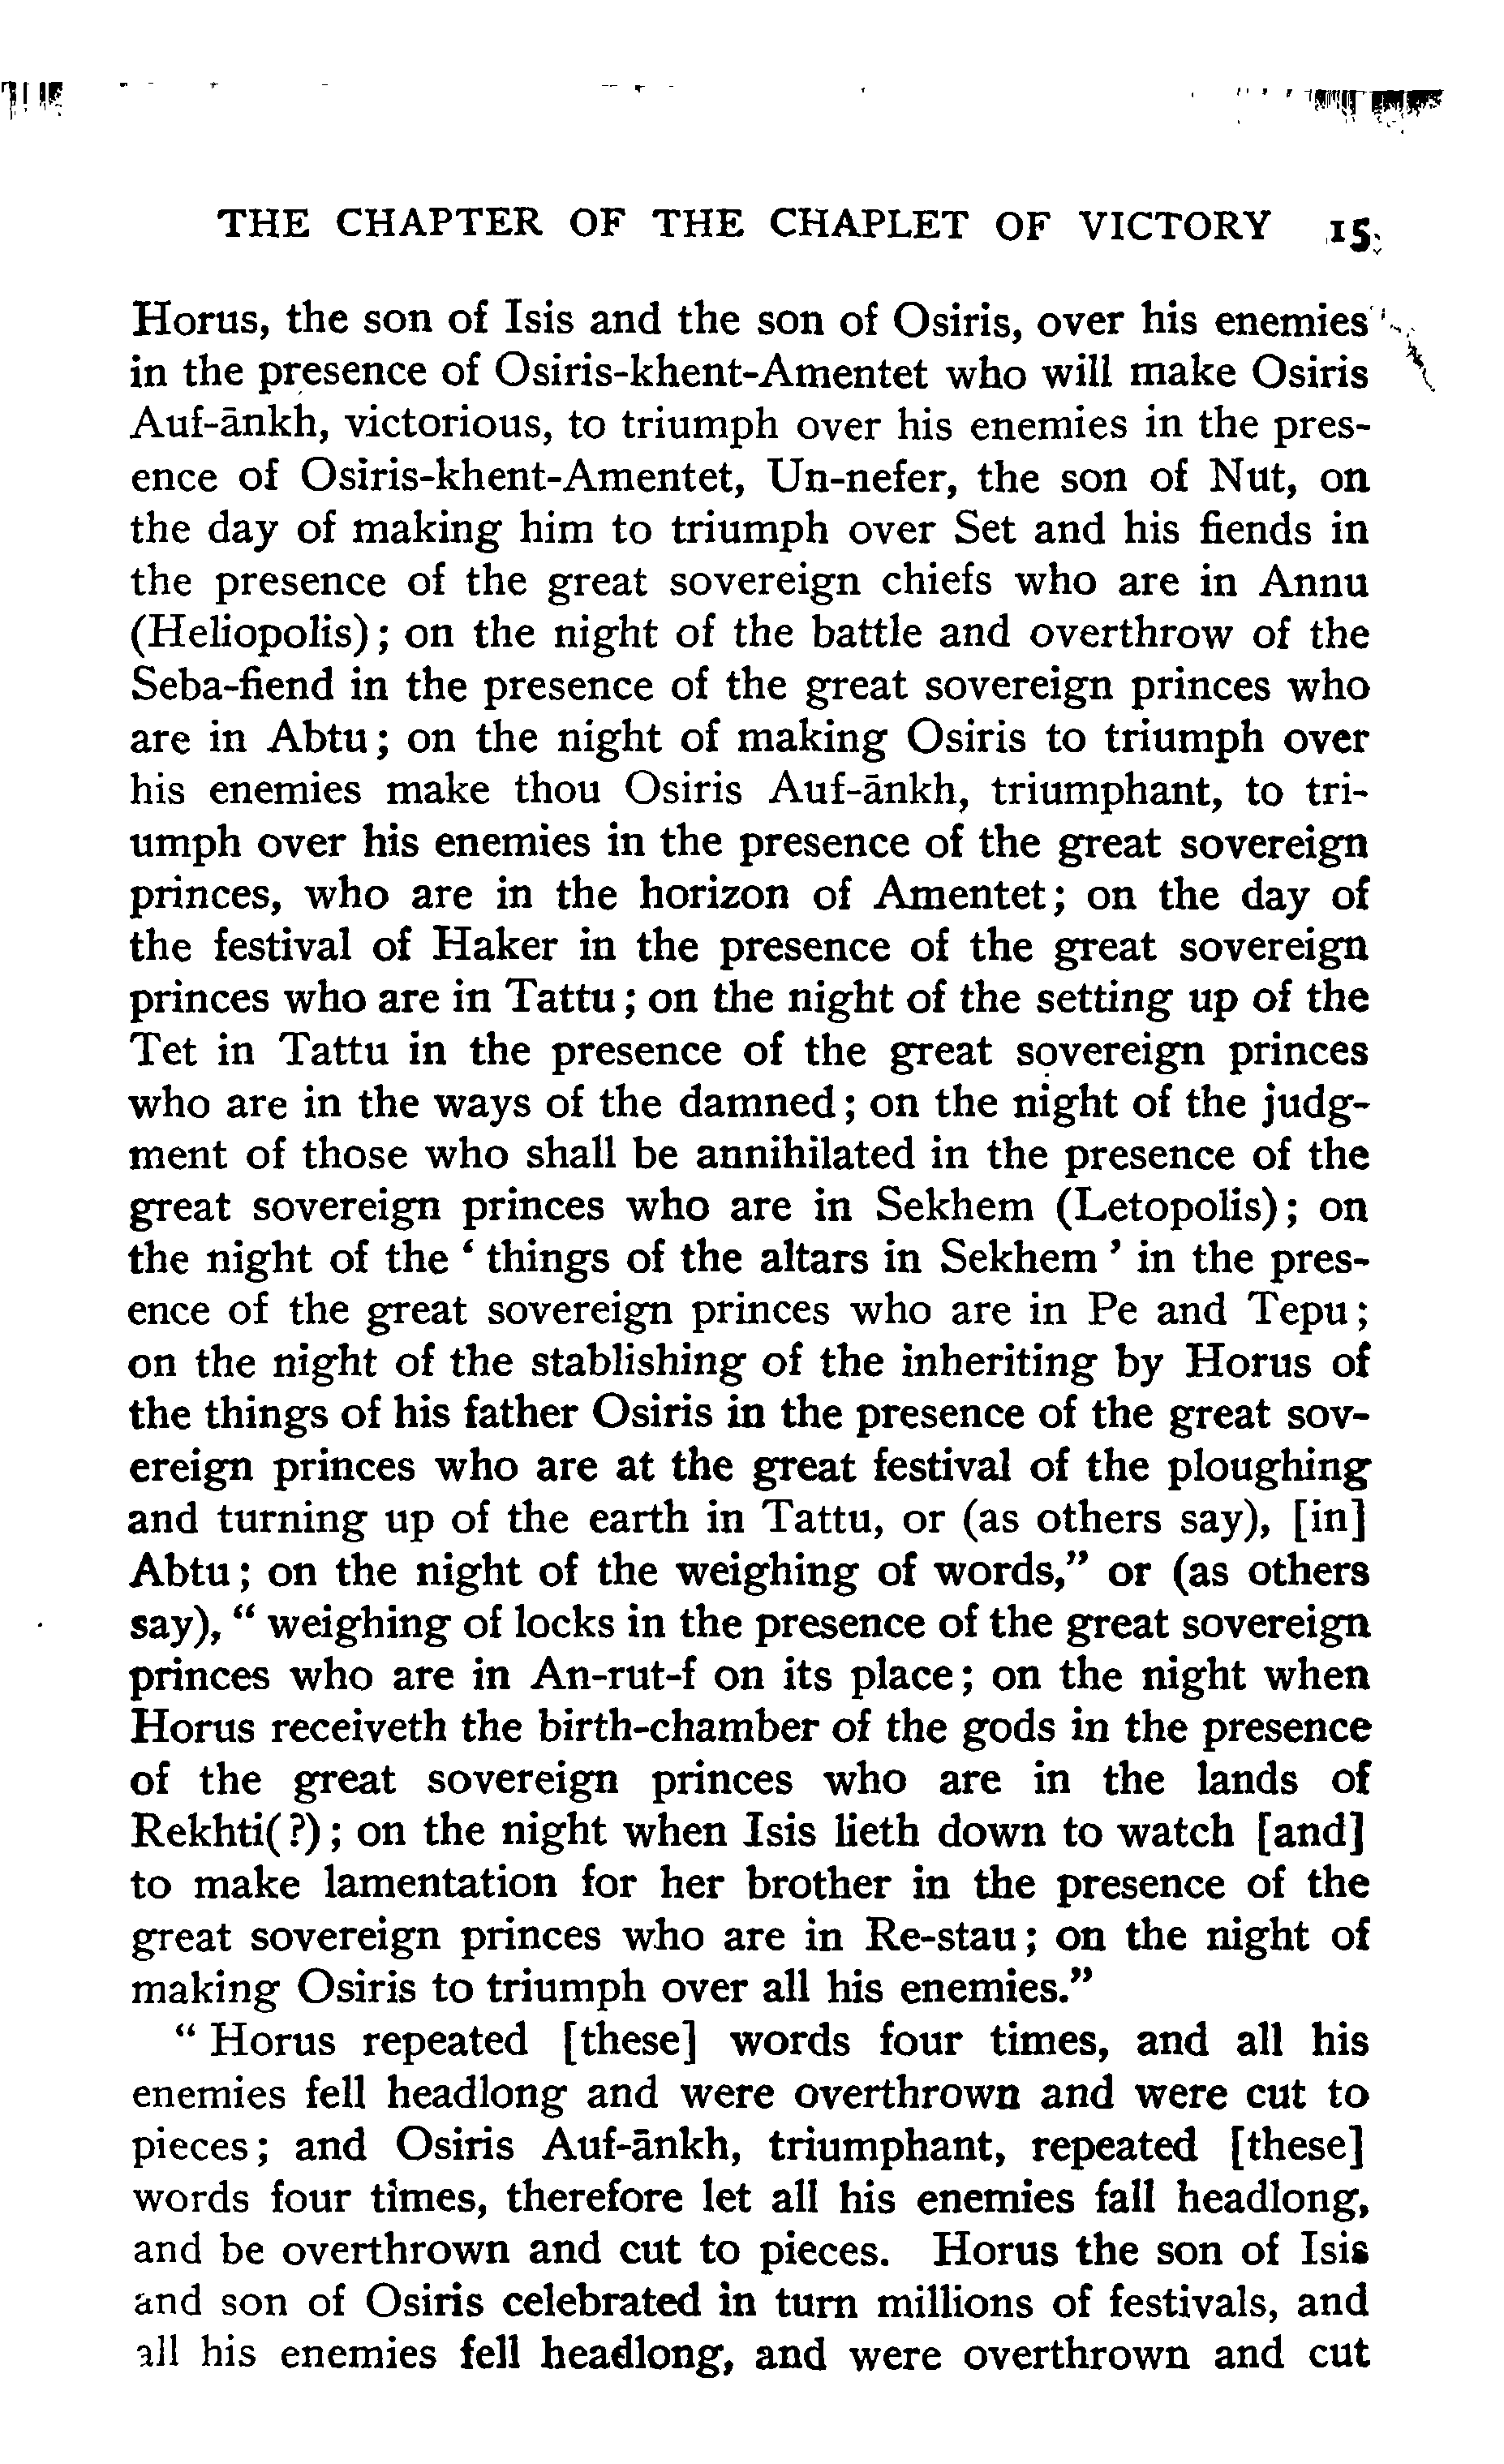 THE CHAPTER OF THE CHAPLET OF VICTORY 15
Horus, the son of Isis and the son of Osiris, over his enemies
in the presence of Osiris-khent-Amentet who will make Osiris
Auf-ānkh, victorious, to triumph over his enemies in the pres-
ence of Osiris-khent-Amentet, Un-nefer, the son of Nut, on
the day of making him to triumph over Set and his fiends in
the presence of the great sovereign chiefs who are in Annu
(Heliopolis); on the night of the battle and overthrow of the
Seba-fiend in the presence of the great sovereign princes who
are in Abtu; on the night of making Osiris to triumph over
his enemies make thou Osiris Auf-ānkh, triumphant, to tri-
umph over his enemies in the presence of the great sovereign
princes, who are in the horizon of Amentet; on the day of
the festival of Haker in the presence of the great sovereign
princes who are in Tattu; on the night of the setting up of the
Tet in Tattu in the presence of the great sovereign princes
who are in the ways of the damned; on the night of the judg-
ment of those who shall be annihilated in the presence of the
great sovereign princes who are in Sekhem (Letopolis); on
the night of the ‘ things of the altars in Sekhem ’ in the pres-
ence of the great sovereign princes who are in Pe and Tepu;
on the night of the stablishing of the inheriting by Horus of
the things of his father Osiris in the presence of the great sov-
ereign princes who are at the great festival of the ploughing
and turning up of the earth in Tattu, or (as others say), [in]
Abtu; on the night of the weighing of words,” or (as others
say), “ weighing of locks in the presence of the great sovereign
princes who are in An-rut-f on its place; on the night when
Horus receiveth the birth-chamber of the gods in the presence
of the great sovereign princes who are in the lands of
Rekhti(?); on the night when Isis lieth down to watch [and]
to make lamentation for her brother in the presence of the
great sovereign princes who are in Re-stau; on the night of
making Osiris to triumph over all his enemies.”
“ Horus repeated [these] words four times, and all his
enemies fell headlong and were overthrown and were cut to
pieces; and Osiris Auf-ānkh, triumphant, repeated [these]
words four times, therefore let all his enemies fall headlong,
and be overthrown and cut to pieces. Horus the son of Isis
and son of Osiris celebrated in turn millions of festivals, and
all his enemies fell headlong, and were overthrown and cut